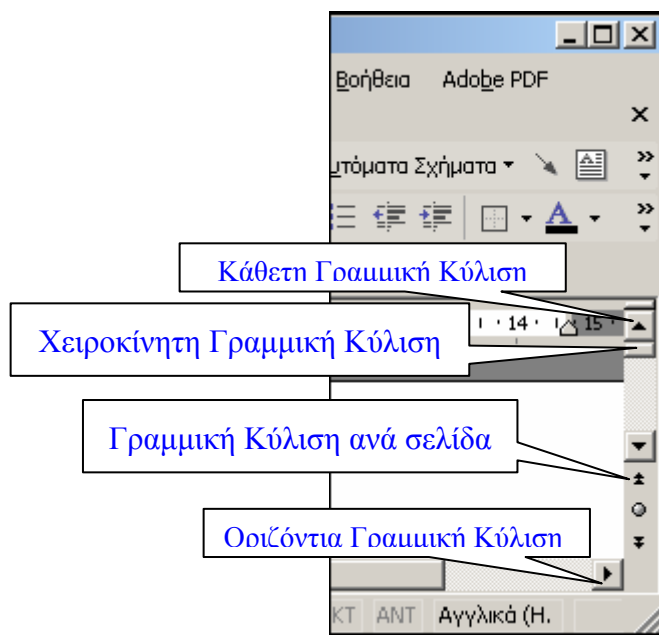 Βοήθεια Adobe PDF
υτόματα Σχήματα
Κάθετη Γραμμική Κύλιση
14 15
Χειροκίνητη Γραμμική Κύλιση
Γραμμική Κύλιση ανά σελίδα
Οριζόντια Γραμμική Κύλιση
ΚΤ ΑΝΤ Αγγλικά (Η.